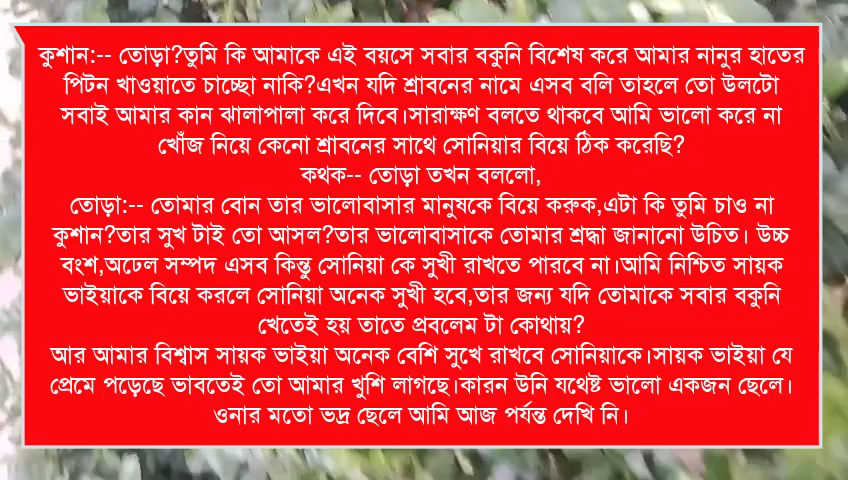 কুশান:-- তোড়া?তুমি কি আমাকে এই বয়সে সবার বকুনি বিশেষ করে আমার নানুর হাতের
পিটন খাওয়াতে চাচ্ছো নাকি?এখন যদি শ্রাবনের নামে এসব বলি তাহলে তো উলটো
সবাই আমার কান ঝালাপালা করে দিবে।সারাক্ষণ বলতে থাকবে আমি ভালো করে না
খোঁজ নিয়ে কেনো শ্রাবনের সাথে সোনিয়ার বিয়ে ঠিক করেছি?
কথক-- তোড়া তখন বললো,
তোড়া:-- তোমার বোন তার ভালোবাসার মানুষকে বিয়ে করুক,এটা কি তুমি চাও না
কুশান?তার সুখ টাই তো আসল?তার ভালোবাসাকে তোমার শ্রদ্ধা জানানো উচিত। উচ্চ
বংশ,অঢেল সম্পদ এসব কিন্তু সোনিয়া কে সুখী রাখতে পারবে না।আমি নিশ্চিত সায়ক
ভাইয়াকে বিয়ে করলে সোনিয়া অনেক সুখী হবে,তার জন্য যদি তোমাকে সবার বকুনি
খেতেই হয় তাতে প্রবলেম টা কোথায়?
আর আমার বিশ্বাস সায়ক ভাইয়া অনেক বেশি সুখে রাখবে সোনিয়াকে।সায়ক ভাইয়া যে
প্রেমে পড়েছে ভাবতেই তো আমার খুশি লাগছে।কারন উনি যথেষ্ট ভালো একজন ছেলে।
ওনার মতো ভদ্র ছেলে আমি আজ পর্যন্ত দেখি নি।